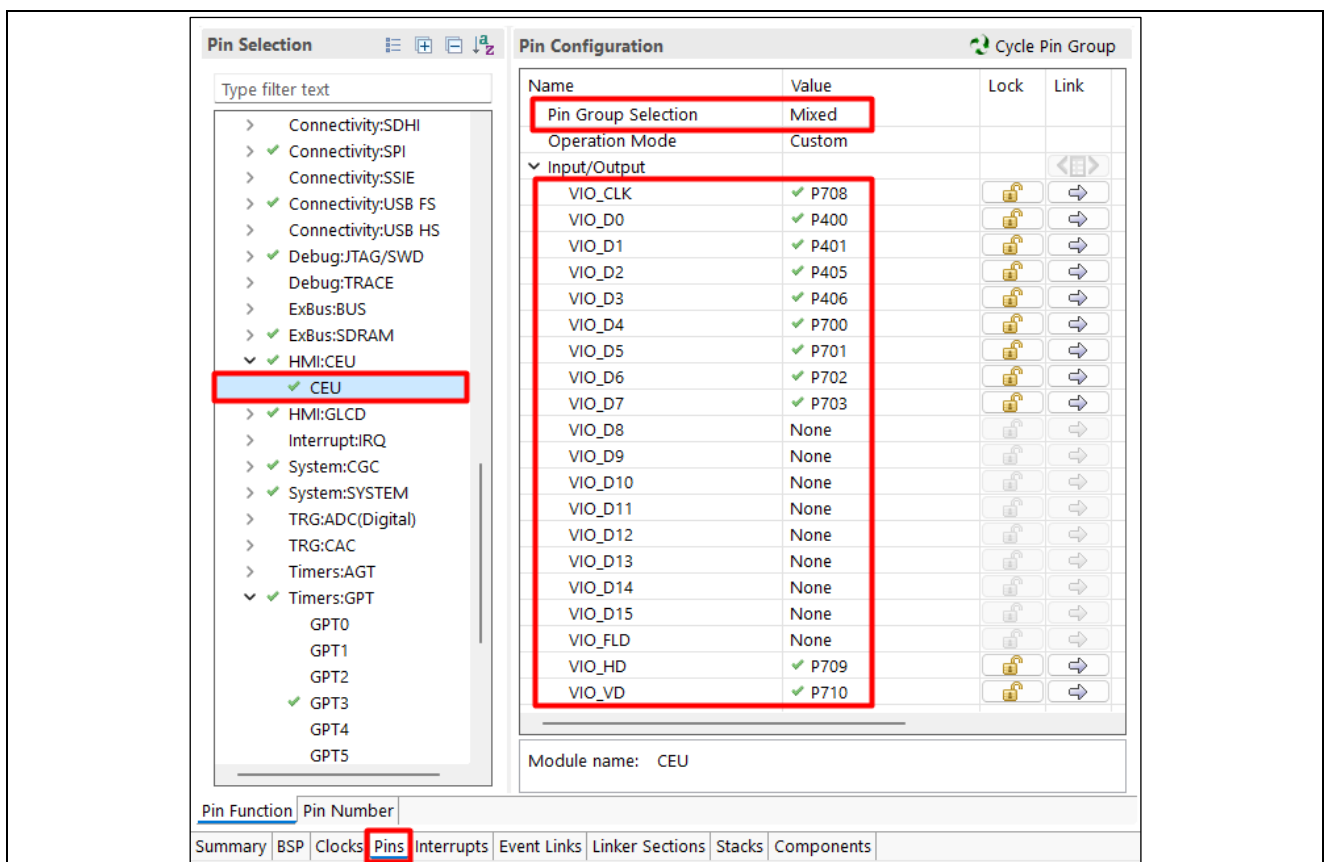 Pin Selection
Type filter text
Connectivity:SDHI
Connectivity:SPI
Connectivity:SSIE
Connectivity:USB FS
Connectivity:USB HS
Debug:JTAG/SWD
Debug:TRACE
ExBus:BUS
ExBus:SDRAM
HMI:CEU
CEU
HMI:GLCD
Interrupt:IRQ
System:CGC
System:SYSTEM
TRG:ADC(Digital)
TRG:CAC
Timers:AGT
Timers:GPT
GPT0
GPT1
GPT2
GPT3
GPT4
GPT5
Pin Configuration Cycle Pin Group
Name Value Lock Link
Pin Group Selection Mixed
Operation Mode Custom
Input/Output
VIO_CLK P708
VIO_D0 P400
VIO_D1 P401
VIO_D2 P405
VIO_D3 P406
VIO_D4 P700
VIO_D5 P701
VIO_D6 P702
VIO_D7 P703
VIO_D8 None
VIO_D9 None
VIO_D10 None
VIO_D11 None
VIO_D12 None
VIO_D13 None
VIO_D14 None
VIO_D15 None
VIO_FLD None
VIO_HD P709
VIO_VD P710
Module name: CEU
Pin Function Pin Number
Summary BSP Clocks Pins Interrupts Event Links Linker Sections Stacks Components